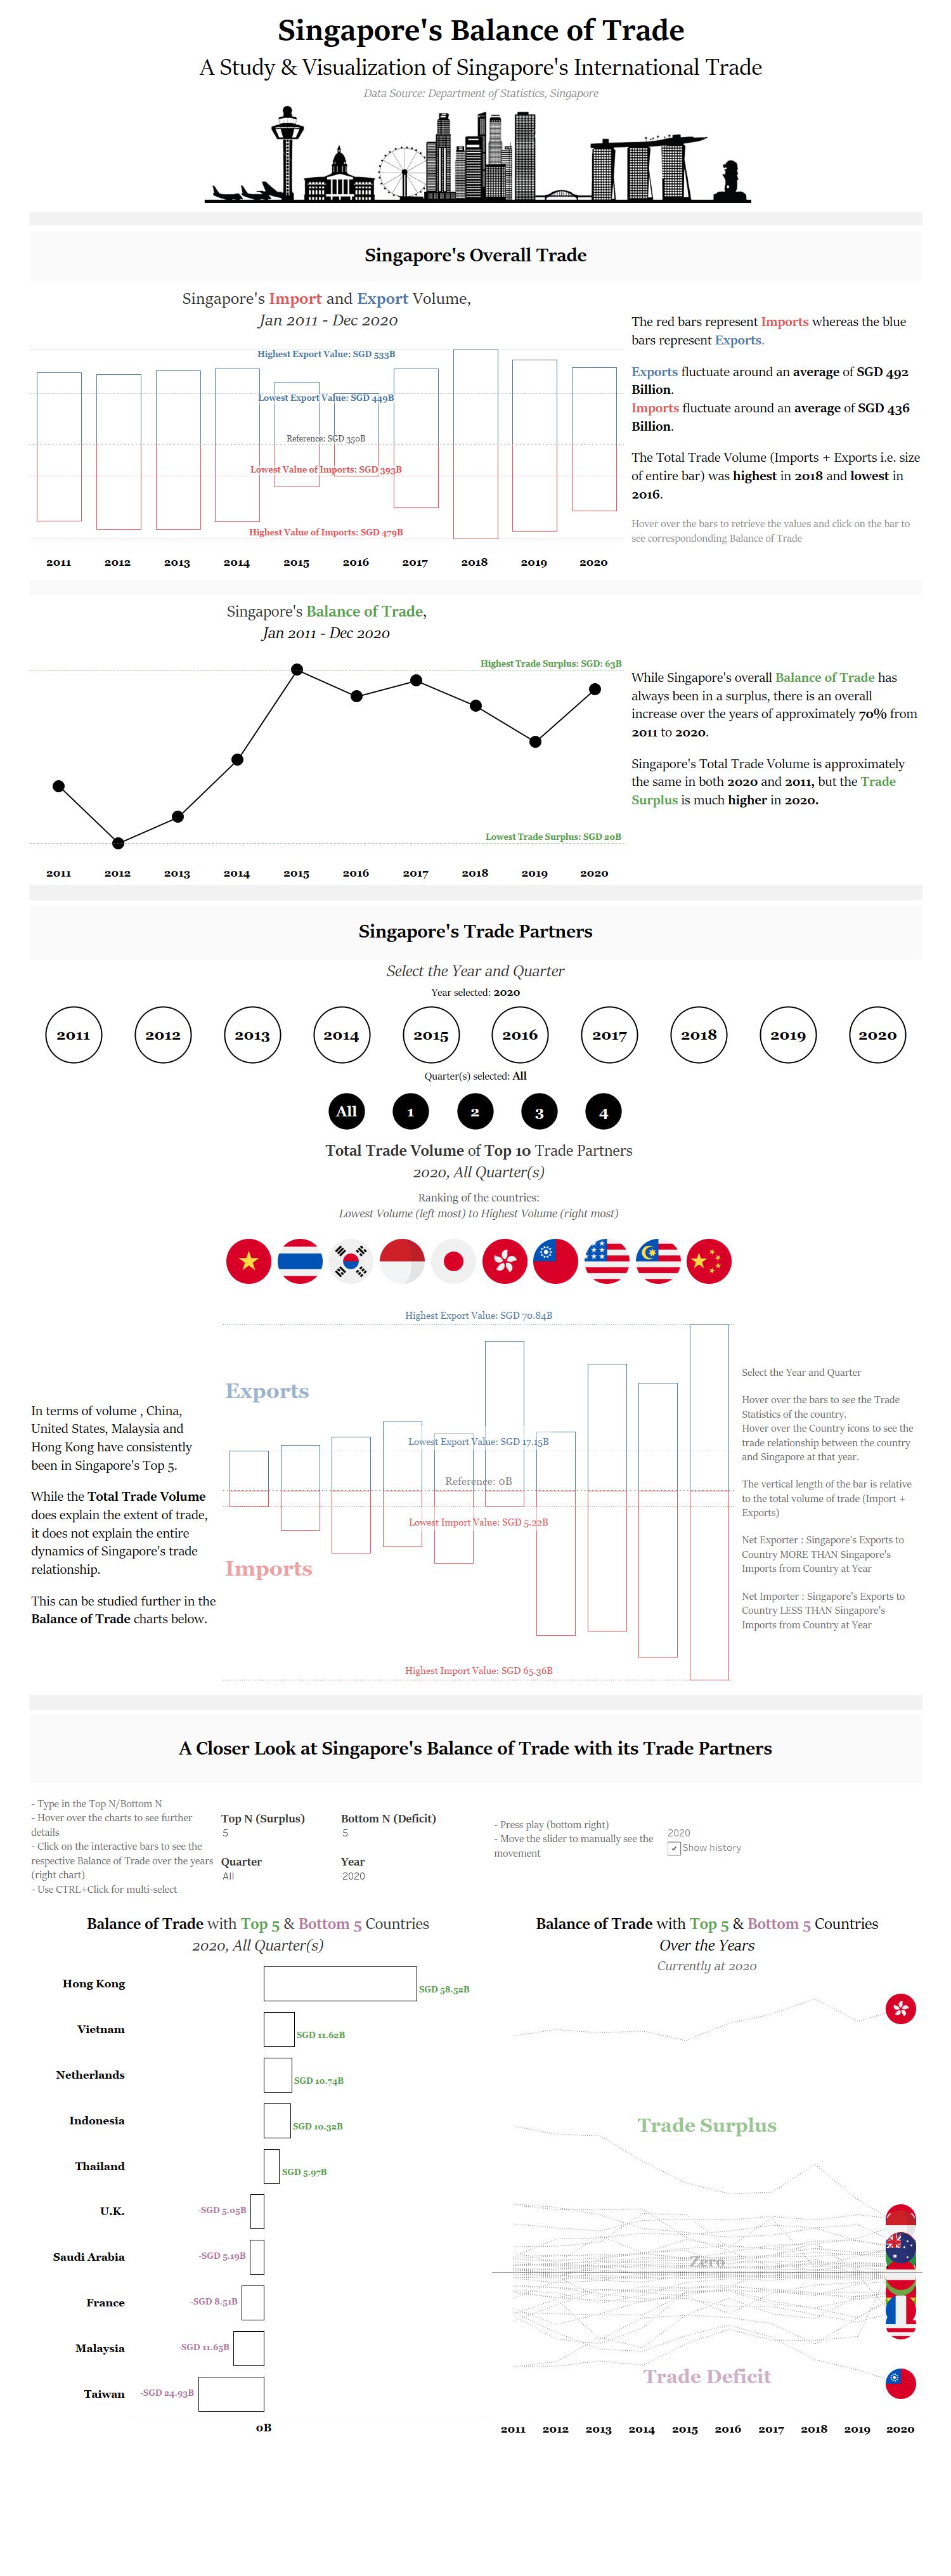 Singapore's Balance of Trade
A Study & Visualization of Singapore's International Trade
Data Source: Department of Statistics, Singapore
Singapore's Overall Trade
Singapore's Import and Export Volume,
Jan 2011 - Dec 2020
Highest Export Value: SGD 533B
Lowest Export Value: SGD 449B
Reference: SGD 350B
Lowest Value of Imports: SGD 393B
Highest Value of Imports: SGD 479B
2011 2012 2013 2014 2015 2016 2017 2018 2019 2020
The red bars represent Imports whereas the blue
bars represent Exports.
Exports fluctuate around an average of SGD 492
Billion.
Imports fluctuate around an average of SGD 436
Billion.
The Total Trade Volume (Imports + Exports i.e. size
of entire bar) was highest in 2018 and lowest in
2016.
Hover over the bars to retrieve the values and click on the bar to
see correspondonding Balance of Trade
Singapore's Balance of Trade,
Jan 2011 - Dec 2020
Highest Trade Surplus: SGD: 63B
Lowest Trade Surplus: SGD 20B
2011 2012 2013 2014 2015 2016 2017 2018 2019 2020
While Singapore's overall Balance of Trade has
always been in a surplus, there is an overall
increase over the years of approximately 70% from
2011 to 2020.
Singapore's Total Trade Volume is approximately
the same in both 2020 and 2011, but the Trade
Surplus is much higher in 2020.
Singapore's Trade Partners
Select the Year and Quarter
Year selected: 2020
2011 2012 2013 2014 2015 2016 2017 2018 2019 2020
Quarter(s) selected: All
All 1 2 3 4
Total Trade Volume of Top 10 Trade Partners
2020, All Quarter(s)
Ranking of the countries:
Lowest Volume (left most) to Highest Volume (right most)
In terms of volume , China,
United States, Malaysia and
Hong Kong have consistently
been in Singapore's Top 5.
While the Total Trade Volume
does explain the extent of trade,
it does not explain the entire
dynamics of Singapore's trade
relationship.
This can be studied further in the
Balance of Trade charts below.
Highest Export Value: SGD 70.84B
Exports
Lowest Export Value: SGD 17.15B
Reference: 0B
Lowest Import Value: SGD 5.22B
Imports
Highest Import Value: SGD 65.36B
Select the Year and Quarter
Hover over the bars to see the Trade
Statistics of the country.
Hover over the Country icons to see the
trade relationship between the country
and Singapore at that year.
The vertical length of the bar is relative
to the total volume of trade (Import +
Exports)
Net Exporter : Singapore's Exports to
Country MORE THAN Singapore's
Imports from Country at Year
Net Importer : Singapore's Exports to
Country LESS THAN Singapore's
Imports from Country at Year
A Closer Look at Singapore's Balance of Trade with its Trade Partners
- Type in the Top N/Bottom N
- Hover over the charts to see further
details
- Click on the interactive bars to see the
respective Balance of Trade over the years
(right chart)
- Use CTRL+Click for multi-select
Top N (Surplus) Bottom N (Deficit)
5 5
Quarter Year
All 2020
- Press play (bottom right)
- Move the slider to manually see the
movement
2020
Show history
Balance of Trade with Top 5 & Bottom 5 Countries
2020, All Quarter(s)
Hong Kong SGD 58.52B
Vietnam SGD 11.62B
Netherlands SGD 10.74B
Indonesia SGD 10.32B
Thailand SGD 5.97B
U.K. -SGD 5.05B
Saudi Arabia -SGD 5.19B
France -SGD 8.51B
Malaysia -SGD 11.65B
Taiwan -SGD 24.93B
0B
Balance of Trade with Top 5 & Bottom 5 Countries
Over the Years
Currently at 2020
Trade Surplus
Zero
Trade Deficit
2011 2012 2013 2014 2015 2016 2017 2018 2019 2020